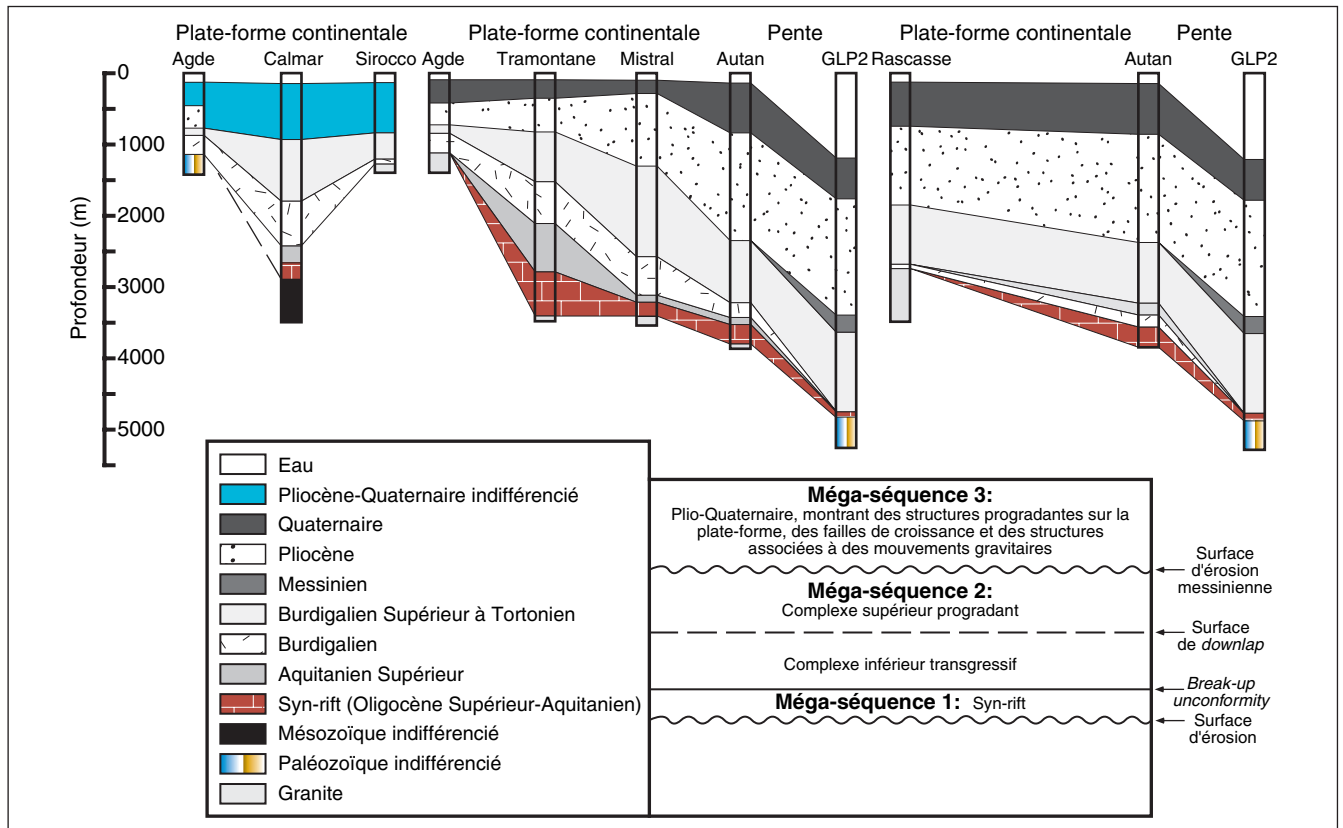 Plate-forme continentale
Plate-forme continentale
Pente
Plate-forme continentale
Pente
Agde
Calmar
Sirocco
Agde
Tramontane
Mistral
Autan
GLP2
Rascasse
Autan
GLP2
Profondeur (m)
0
1000
2000
3000
4000
5000
Eau
Pliocène-Quaternaire indifférencié
Quaternaire
Pliocène
Messinien
Burdigalien Supérieur à Tortonien
Burdigalien
Aquitanien Supérieur
Syn-rift (Oligocène Supérieur-Aquitanien)
Mésozoïque indifférencié
Paléozoïque indifférencié
Granite
Méga-séquence 3:
Plio-Quaternaire, montrant des structures progradantes sur la
plate-forme, des failles de croissance et des structures
associées à des mouvements gravitaires
Surface
d'érosion
messinienne
Méga-séquence 2:
Complexe supérieur progradant
Surface
de downlap
Complexe inférieur transgressif
Break-up
unconformity
Méga-séquence 1: Syn-rift
Surface
d'érosion